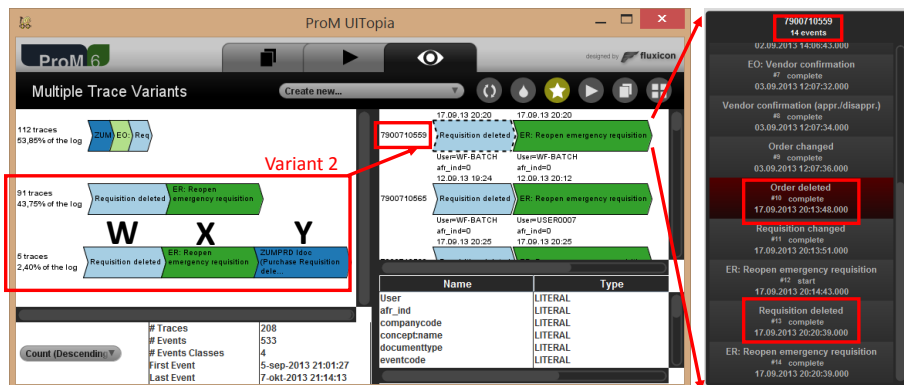 ProM UITopia
ProM 6
designed by fluxicon
Multiple Trace Variants
Create new...
112 traces
53,85% of the log
ZUM
EO:
Req
Variant 2
91 traces
43,75% of the log
Requisition deleted
ER: Reopen
emergency requisition
W X Y
5 traces
2,40% of the log
Requisition deleted
ER: Reopen
emergency requisition
ZUMPRD Idoc
(Purchase Requisition
dele...
17.09.13 20:20 17.09.13 20:20
7900710559
Requisition deleted
ER: Reopen emergency requisition
User=WF-BATCH User=WF-BATCH
afr_ind=0 afr_ind=0
12.09.13 19:24 12.09.13 20:12
7900710565
Requisition deleted
ER: Reopen emergency requisition
User=WF-BATCH User=USER0007
afr_ind=0 afr_ind=0
17.09.13 20:25 17.09.13 20:25
Name Type
User LITERAL
afr_ind LITERAL
companycode LITERAL
concept:name LITERAL
documenttype LITERAL
eventcode LITERAL
Count (Descending)
# Traces 208
# Events 533
# Events Classes 4
First Event 5-sep-2013 21:01:27
Last Event 7-okt-2013 21:14:13
7900710559
14 events
02.09.2013 14:06:43.000
EO: Vendor confirmation
#7 complete
03.09.2013 12:07:32.000
Vendor confirmation (appr./disappr.)
#8 complete
03.09.2013 12:07:34.000
Order changed
#9 complete
03.09.2013 12:07:36.000
Order deleted
#10 complete
17.09.2013 20:13:48.000
Requisition changed
#11 complete
17.09.2013 20:13:51.000
ER: Reopen emergency requisition
#12 start
17.09.2013 20:14:43.000
Requisition deleted
#13 complete
17.09.2013 20:20:39.000
ER: Reopen emergency requisition
#14 complete
17.09.2013 20:20:39.000